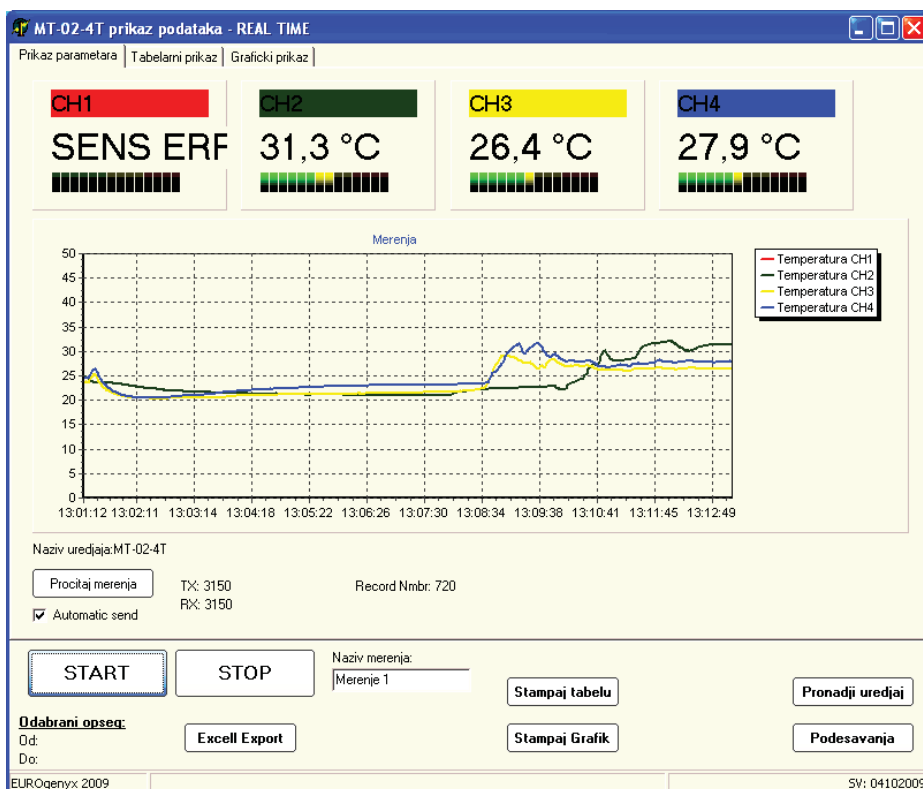 MT-02-4T prikaz podataka - REAL TIME
Prikaz parametara Tabelarni prikaz Graficki prikaz
CH1 CH2 CH3 CH4
SENS ERF 31,3 °C 26,4 °C 27,9 °C
Merenja
50
45
40
35
30
25
20
15
10
5
0
13:01:12 13:02:11 13:03:14 13:04:18 13:05:22 13:06:26 13:07:30 13:08:34 13:09:38 13:10:41 13:11:45 13:12:49
Temperatura CH1
Temperatura CH2
Temperatura CH3
Temperatura CH4
Naziv uredjaja:MT-02-4T
Procitaj merenja
TX: 3150
RX: 3150
Record Nmbr: 720
Automatic send
START STOP
Naziv merenja:
Merenje 1
Stampaj tabelu
Pronadji uredjaj
Odabrani opseg:
Od:
Do:
Excell Export
Stampaj Grafik
Podesavanja
EUROgenyx 2009
SV: 04102009